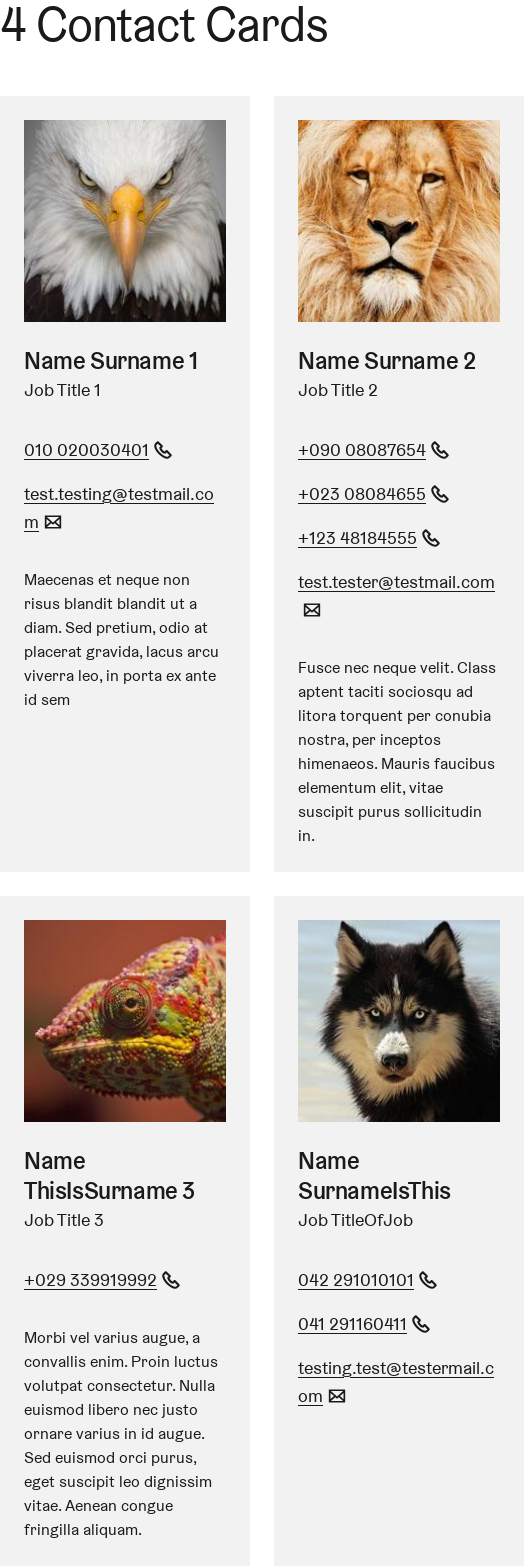 4 Contact Cards
Name Surname 1
Job Title 1
010 020030401
test.testing@testmail.co
m
Maecenas et neque non
risus blandit blandit ut a
diam. Sed pretium, odio at
placerat gravida, lacus arcu
viverra leo, in porta ex ante
id sem
Name Surname 2
Job Title 2
+090 08087654
+023 08084655
+123 48184555
test.tester@testmail.com
Fusce nec neque velit. Class
aptent taciti sociosqu ad
litora torquent per conubia
nostra, per inceptos
himenaeos. Mauris faucibus
elementum elit, vitae
suscipit purus sollicitudin
in.
Name
ThisIsSurname 3
Job Title 3
+029 339919992
Morbi vel varius augue, a
convallis enim. Proin luctus
volutpat consectetur. Nulla
euismod libero nec justo
ornare varius in id augue.
Sed euismod orci purus,
eget suscipit leo dignissim
vitae. Aenean congue
fringilla aliquam.
Name
SurnameIsThis
Job TitleOfJob
042 291010101
041 291160411
testing.test@testermail.c
om